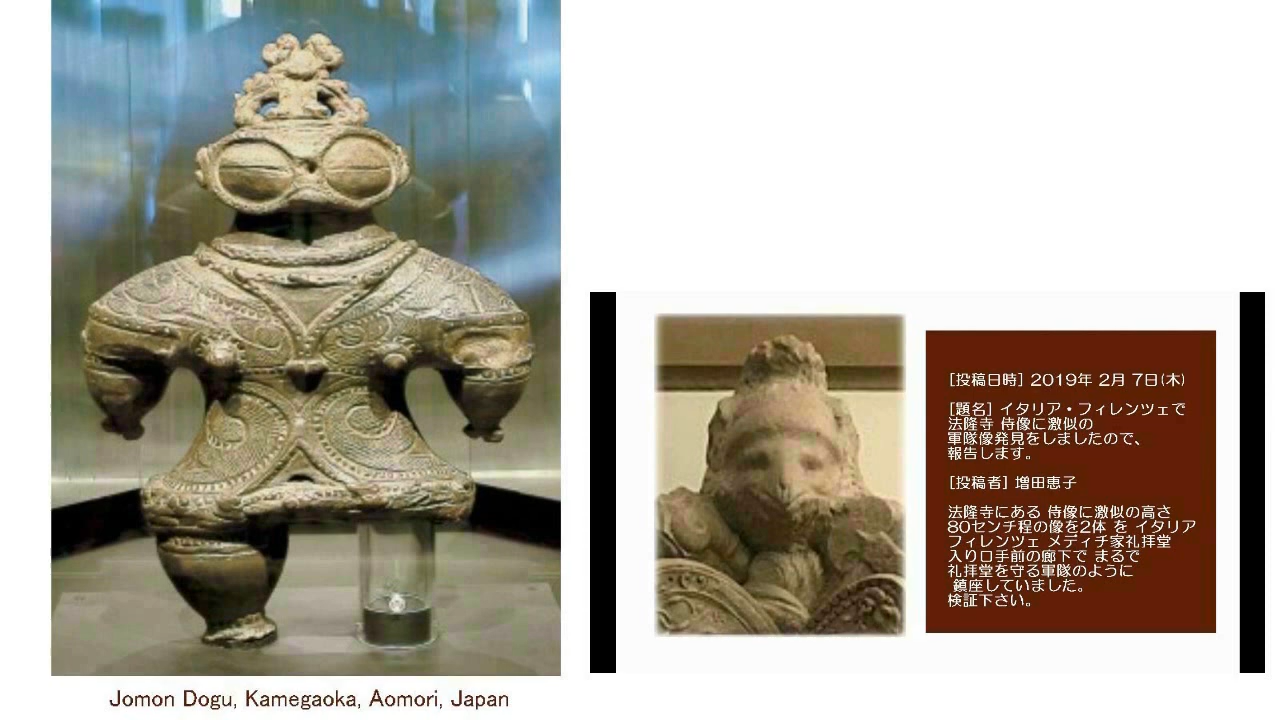 Jomon Dogu, Kamegaoka, Aomori, Japan
[投稿日時] 2019年 2月 7日(木)
[題名] イタリア・フィレンツェで
法隆寺 侍像に激似の
軍隊像発見をしましたので、
報告します。
[投稿者] 増田恵子
法隆寺にある 侍像に激似の高さ
80センチ程の像を2体 を イタリア
フィレンツェ メディチ家礼拝堂
入り口手前の廊下で まるで
礼拝堂を守る軍隊のように
鎮座していました。
検証下さい。